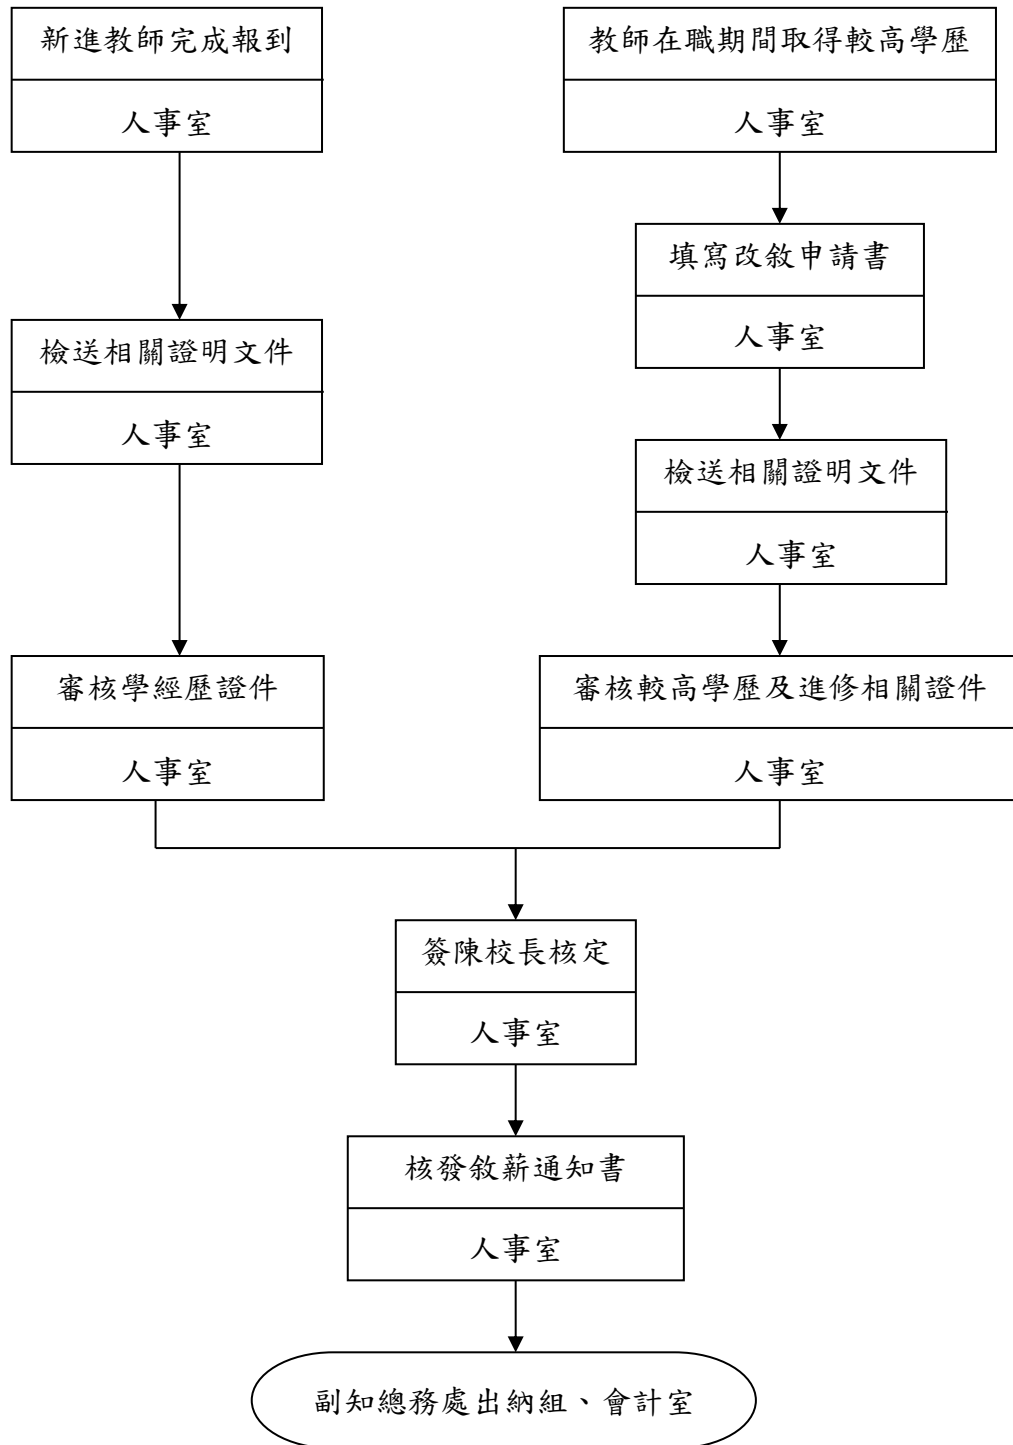 新進教師完成報到
人事室
教師在職期間取得較高學歷
人事室
填寫改敘申請書
人事室
檢送相關證明文件
人事室
檢送相關證明文件
人事室
審核學經歷證件
人事室
審核較高學歷及進修相關證件
人事室
簽陳校長核定
人事室
核發敘薪通知書
人事室
副知總務處出納組、會計室